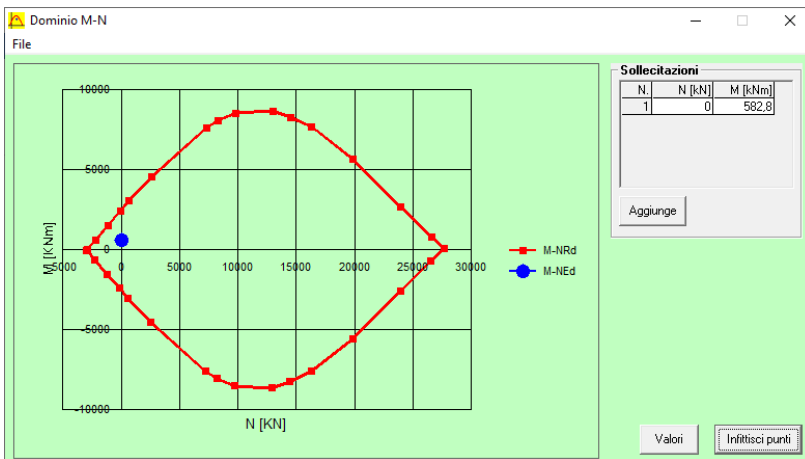 Dominio M-N
File
10000
5000
0
-5000
-10000
M [KNm]
-5000 0 5000 10000 15000 20000 25000 30000
N [KN]
M-NRd
M-NEd
Sollecitazioni
N. N [kN] M [kNm]
1 0 582,8
Aggiunge
Valori
Infittisci punti